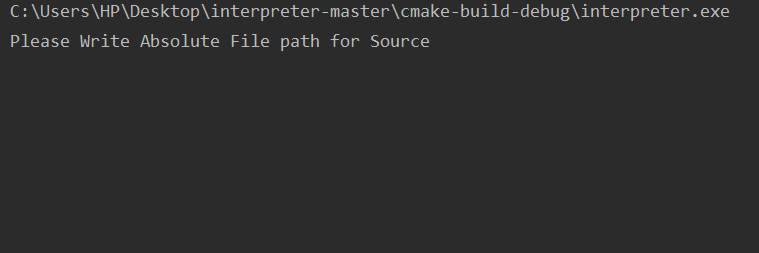 C:\Users\HP\Desktop\interpreter-master\cmake-build-debug\interpreter.exe
Please Write Absolute File path for Source